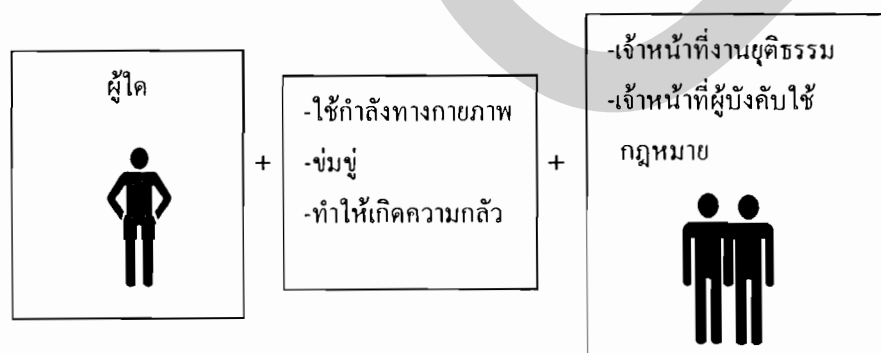 ผู้ใด
+
-ใช้กำลังทางกายภาพ
-ข่มขู่
-ทำให้เกิดความกลัว
+
-เจ้าหน้าที่งานยุติธรรม
-เจ้าหน้าที่ผู้บังคับใช้
กฎหมาย